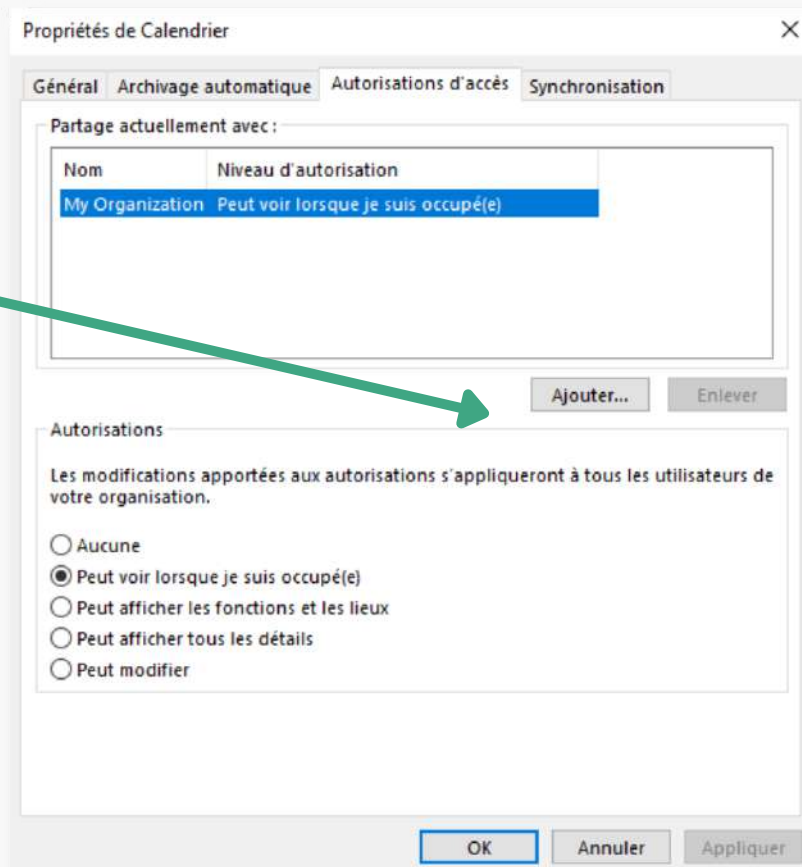 Propriétés de Calendrier
Général Archivage automatique Autorisations d'accès Synchronisation
Partage actuellement avec :
Nom Niveau d'autorisation
My Organization Peut voir lorsque je suis occupé(e)
Ajouter... Enlever
Autorisations
Les modifications apportées aux autorisations s'appliqueront à tous les utilisateurs de
votre organisation.
Aucune
Peut voir lorsque je suis occupé(e)
Peut afficher les fonctions et les lieux
Peut afficher tous les détails
Peut modifier
OK Annuler Appliquer